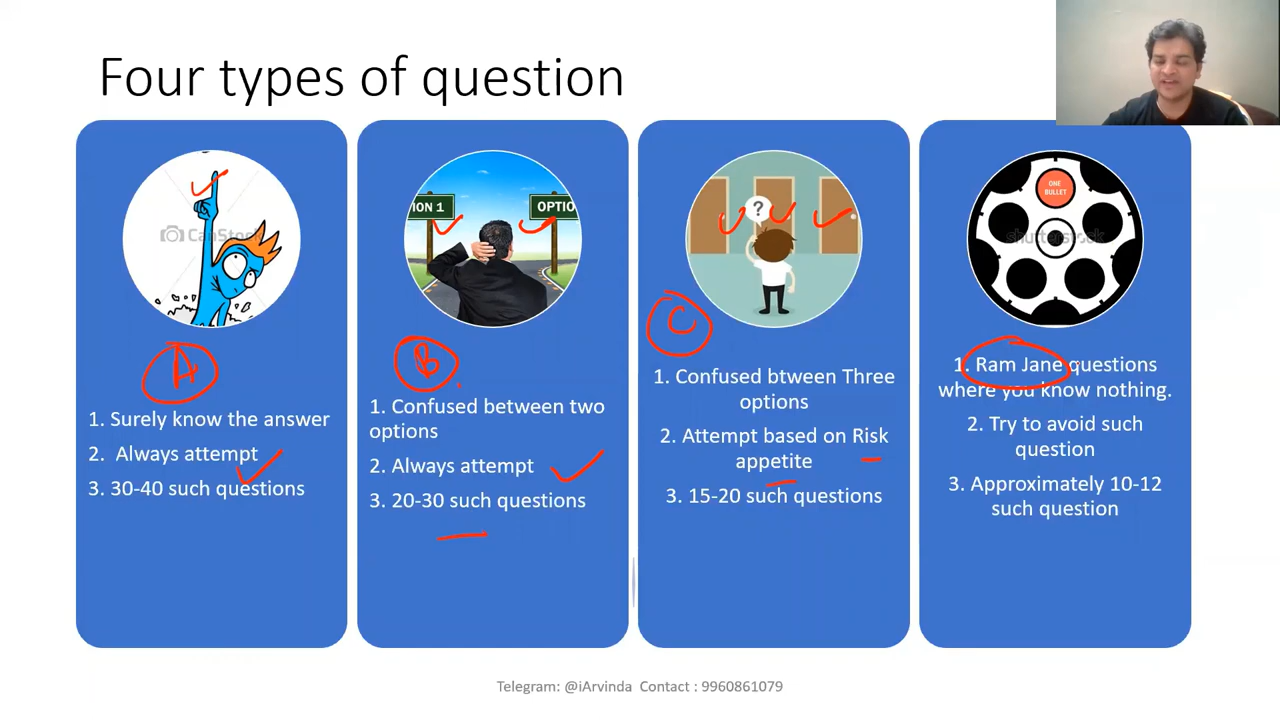 Four types of question
CanStock
A
1. Surely know the answer
2. Always attempt
3. 30-40 such questions
ION 1
OPTIO
B
1. Confused between two
options
2. Always attempt
3. 20-30 such questions
?
C
1. Confused btween Three
options
2. Attempt based on Risk
appetite
3. 15-20 such questions
ONE
BULLET
shutterstock
1. Ram Jane questions
where you know nothing.
2. Try to avoid such
question
3. Approximately 10-12
such question
Telegram: @iArvinda Contact : 9960861079